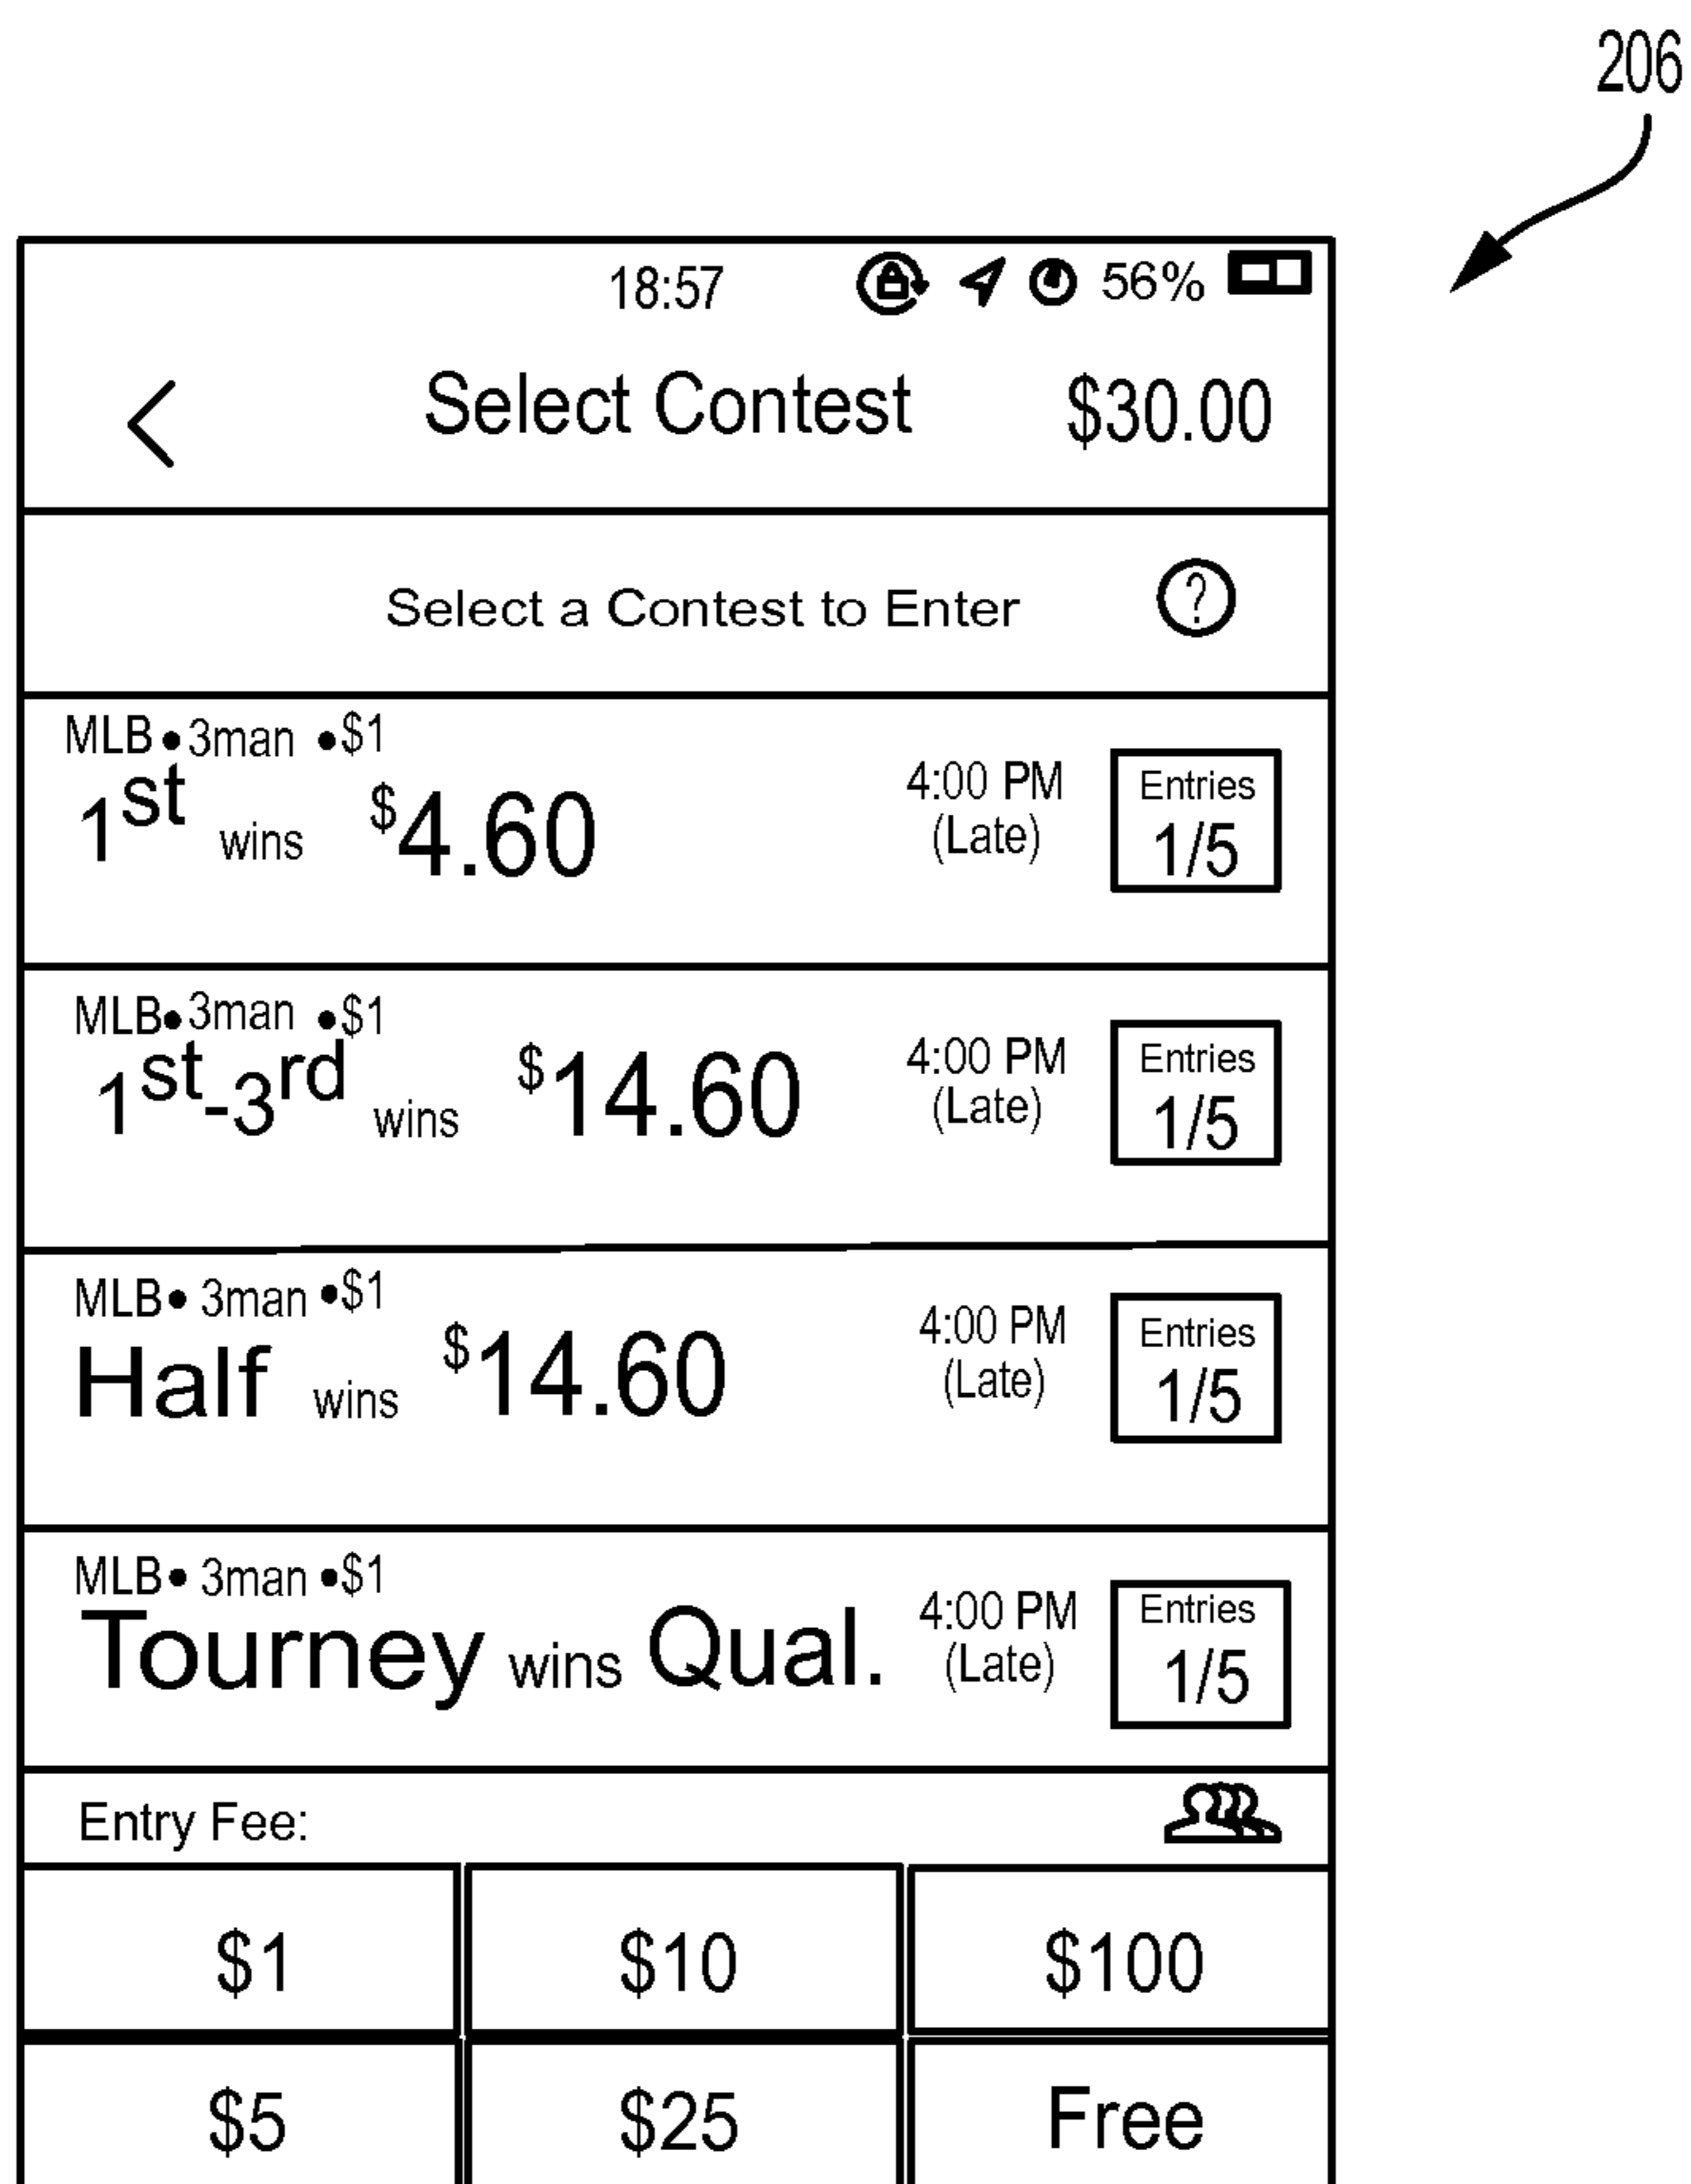 206
18:57 56%
< Select Contest $30.00
Select a Contest to Enter ?
MLB • 3man • $1
1st wins $4.60
4:00 PM
(Late)
Entries
1/5
MLB • 3man • $1
1st-3rd wins $14.60
4:00 PM
(Late)
Entries
1/5
MLB • 3man • $1
Half wins $14.60
4:00 PM
(Late)
Entries
1/5
MLB • 3man • $1
Tourney wins Qual.
4:00 PM
(Late)
Entries
1/5
Entry Fee:
$1 $10 $100
$5 $25 Free